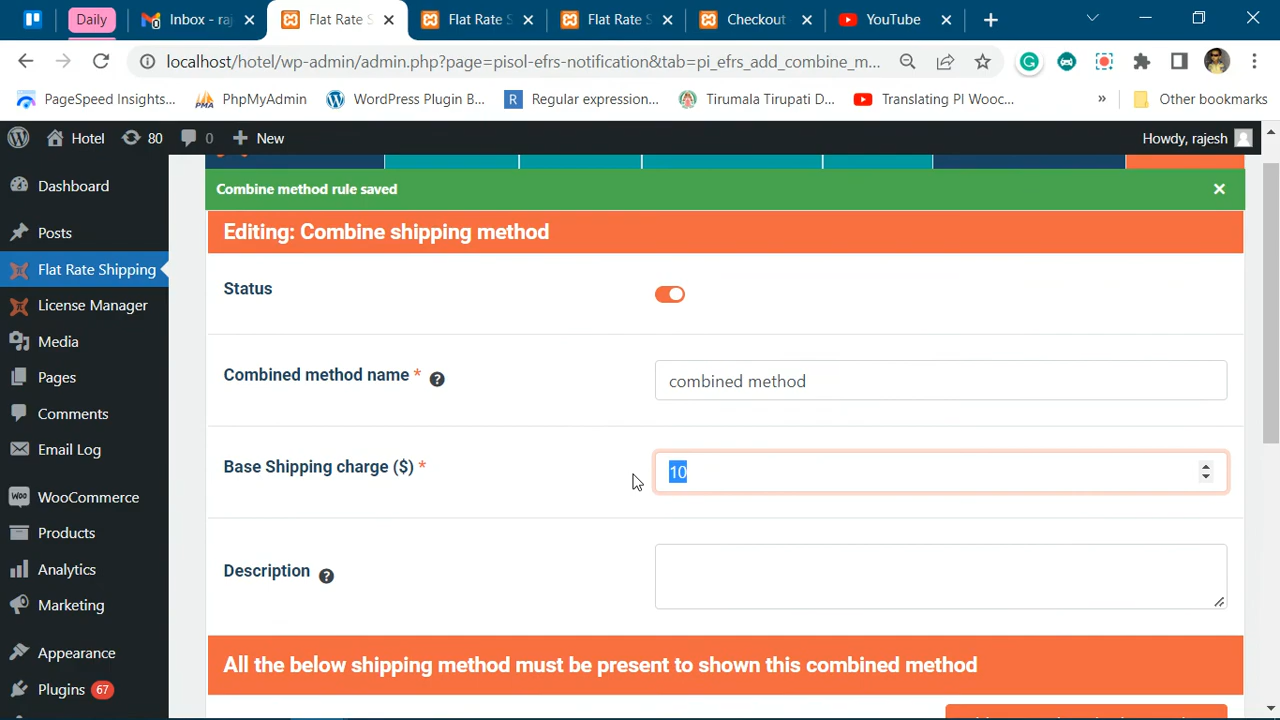 Daily
Inbox - raj
Flat Rate S
Flat Rate S
Flat Rate S
Checkout
YouTube
localhost/hotel/wp-admin/admin.php?page=pisol-efrs-notification&tab=pi_efrs_add_combine_m...
PageSpeed Insights...
PhpMyAdmin
WordPress Plugin B...
Regular expression...
Tirumala Tirupati D...
Translating PI Wooc...
»
Other bookmarks
Hotel
80
0
New
Howdy, rajesh
Dashboard
Posts
Flat Rate Shipping
License Manager
Media
Pages
Comments
Email Log
WooCommerce
Products
Analytics
Marketing
Appearance
Plugins 67
Combine method rule saved
Editing: Combine shipping method
Status
Combined method name *
combined method
Base Shipping charge ($) *
10
Description
All the below shipping method must be present to shown this combined method